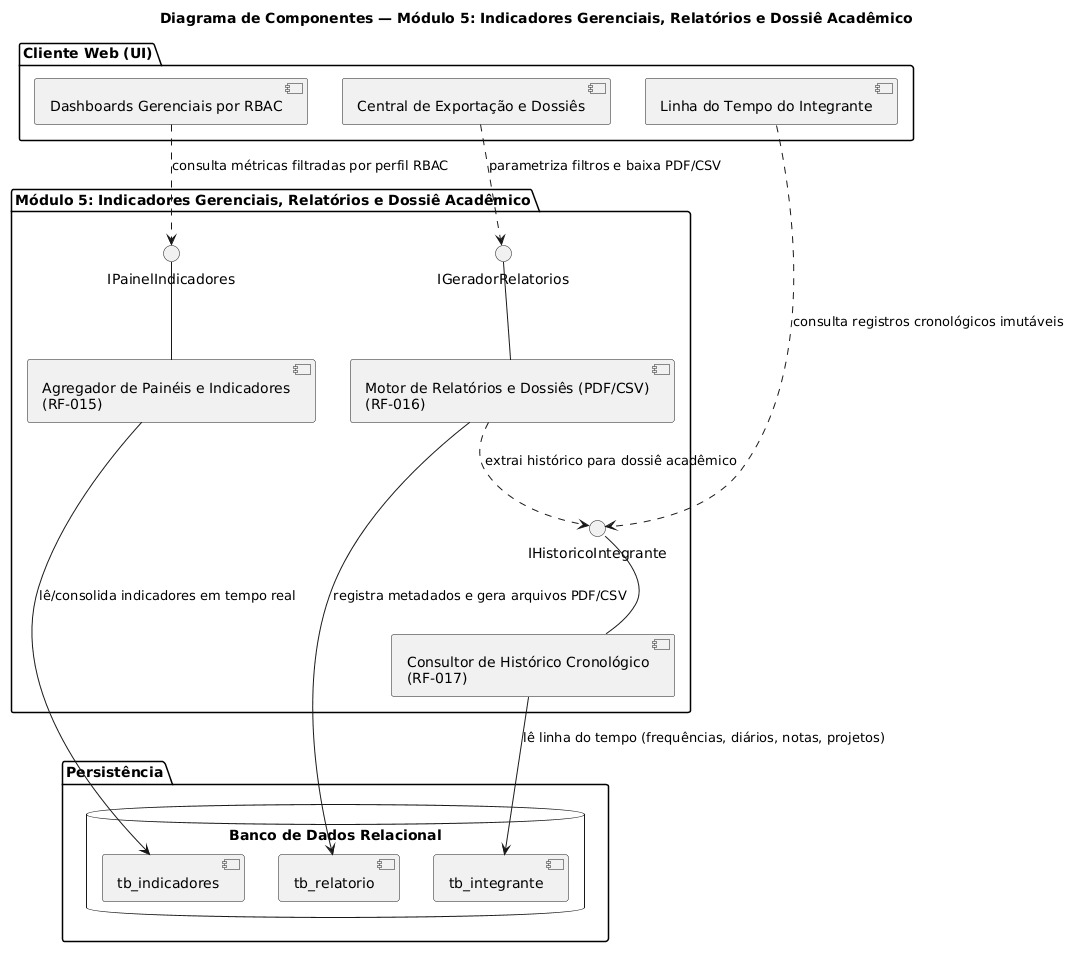 Diagrama de Componentes — Módulo 5: Indicadores Gerenciais, Relatórios e Dossiê Acadêmico
Cliente Web (UI)
Dashboards Gerenciais por RBAC
Central de Exportação e Dossiês
Linha do Tempo do Integrante
consulta métricas filtradas por perfil RBAC
parametriza filtros e baixa PDF/CSV
Módulo 5: Indicadores Gerenciais, Relatórios e Dossiê Acadêmico
IPainelIndicadores
IGeradorRelatorios
consulta registros cronológicos imutáveis
Agregador de Painéis e Indicadores
(RF-015)
Motor de Relatórios e Dossiês (PDF/CSV)
(RF-016)
extrai histórico para dossiê acadêmico
IHistoricoIntegrante
lê/consolida indicadores em tempo real
registra metadados e gera arquivos PDF/CSV
Consultor de Histórico Cronológico
(RF-017)
lê linha do tempo (frequências, diários, notas, projetos)
Persistência
Banco de Dados Relacional
tb_indicadores
tb_relatorio
tb_integrante